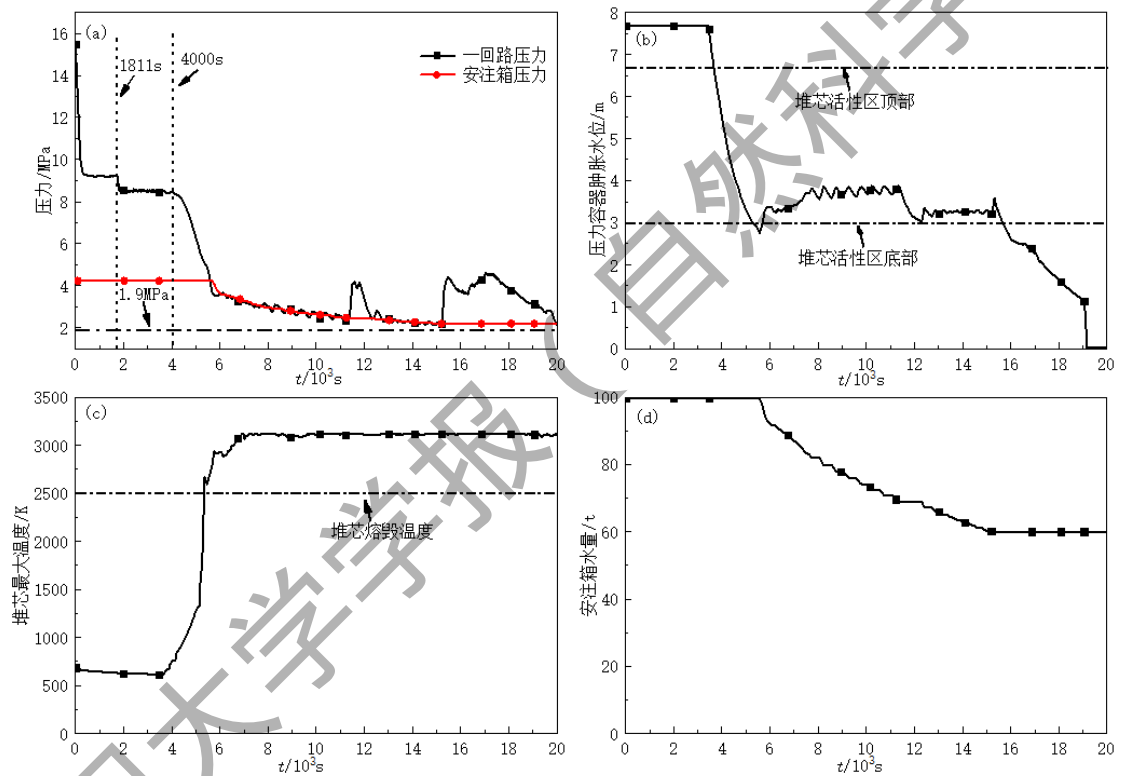 (a)
1811s
4000s
一回路压力
安注箱压力
1.9MPa
压力/MPa
16
14
12
10
8
6
4
2
0 2 4 6 8 10 12 14 16 18 20
t/10³s
(b)
堆芯活性区顶部
堆芯活性区底部
压力容器肿胀水位/m
8
7
6
5
4
3
2
1
0
0 2 4 6 8 10 12 14 16 18 20
t/10³s
(c)
堆芯熔毁温度
堆芯最大温度/K
3500
3000
2500
2000
1500
1000
500
0
0 2 4 6 8 10 12 14 16 18 20
t/10³s
(d)
安注箱水量/t
100
80
60
40
20
0
0 2 4 6 8 10 12 14 16 18 20
t/10³s
大学学报（自然科学